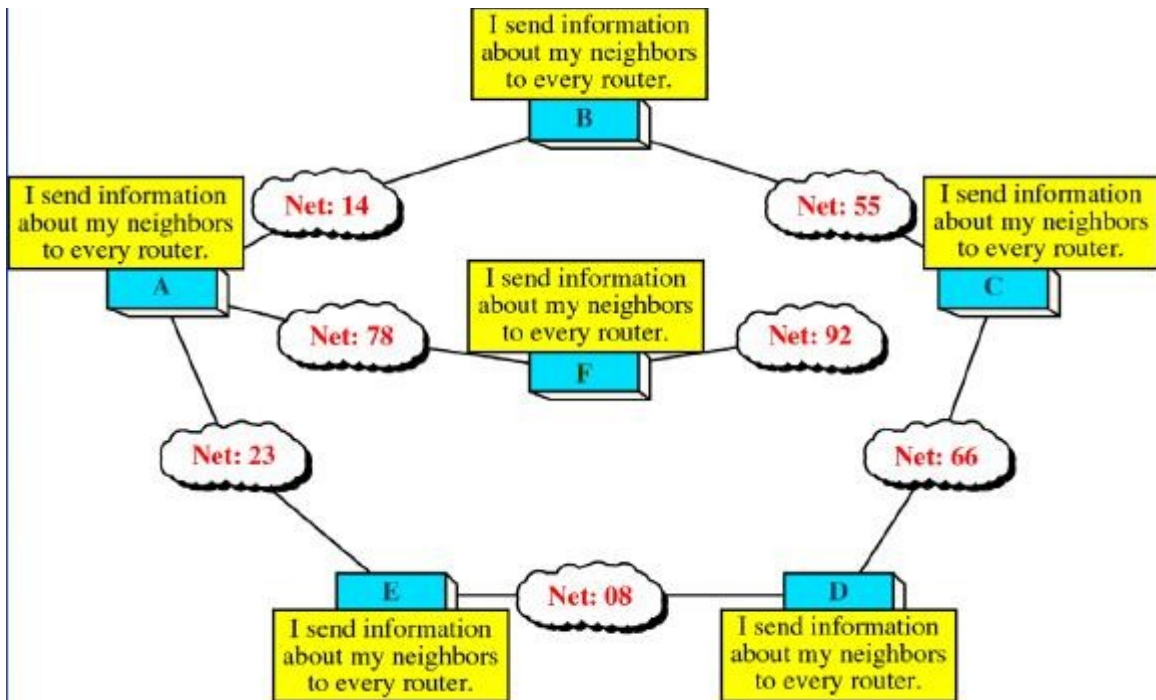 I send information
about my neighbors
to every router.
B
Net: 14
Net: 55
I send information
about my neighbors
to every router.
A
I send information
about my neighbors
to every router.
C
I send information
about my neighbors
to every router.
F
Net: 78
Net: 92
Net: 23
Net: 66
E
I send information
about my neighbors
to every router.
Net: 08
D
I send information
about my neighbors
to every router.